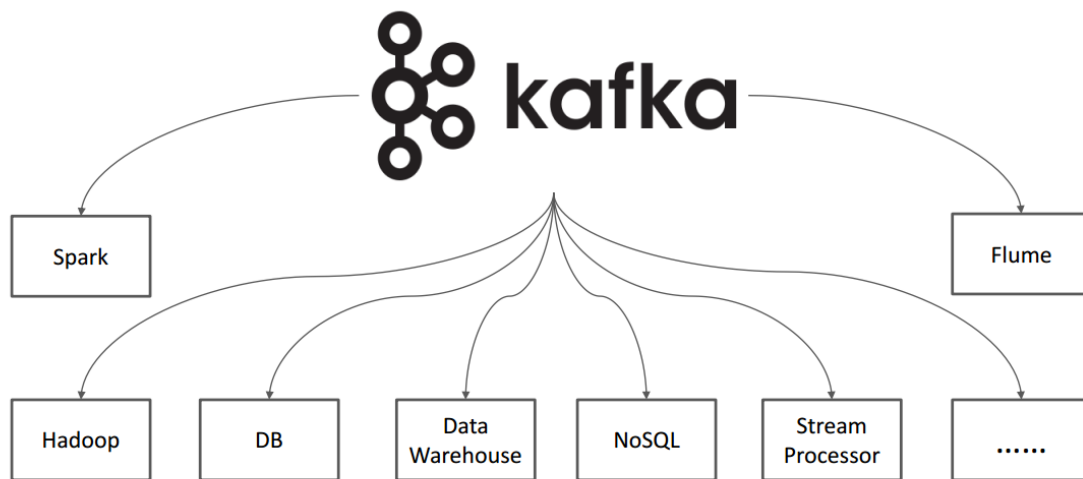 kafka
Spark
Flume
Hadoop
DB
Data
Warehouse
NoSQL
Stream
Processor
......